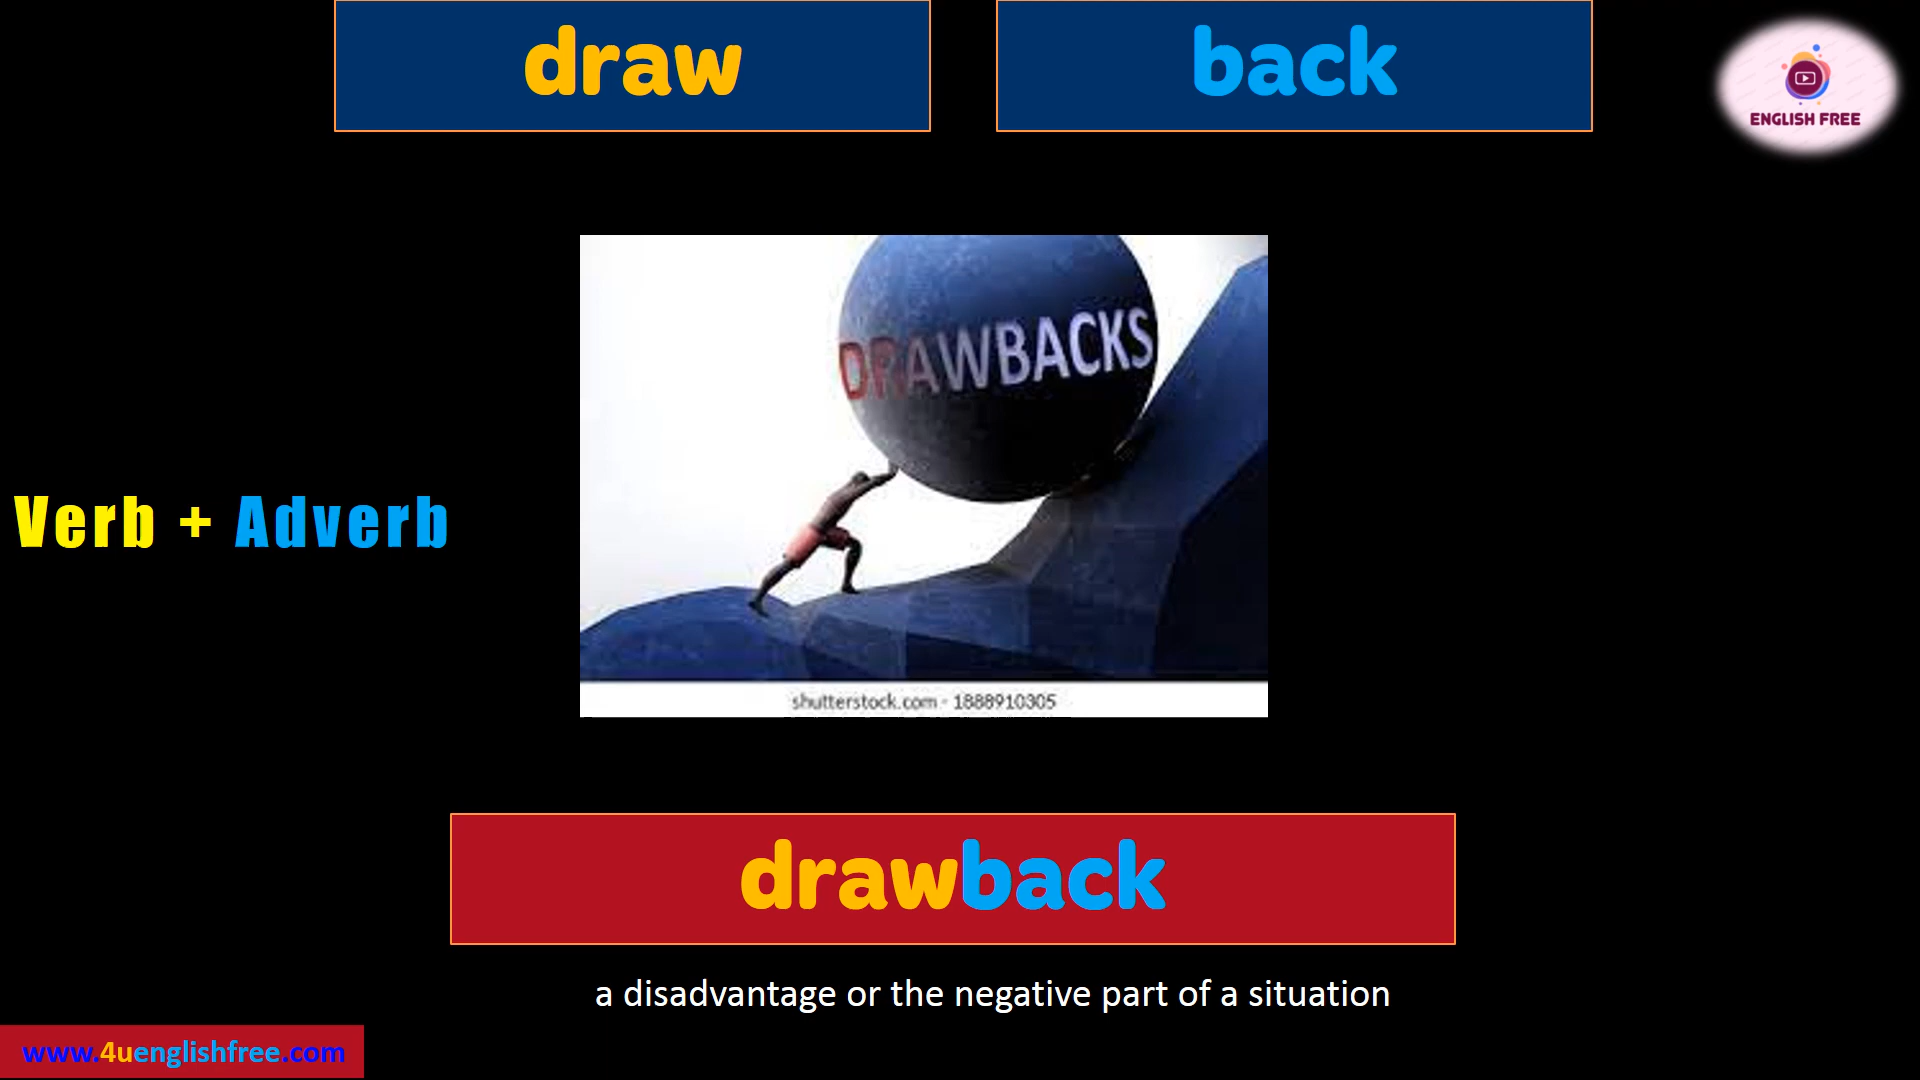 draw
back
ENGLISH FREE
DRAWBACKS
Verb + Adverb
shutterstock.com - 1888910305
drawback
a disadvantage or the negative part of a situation
www.4uenglishfree.com